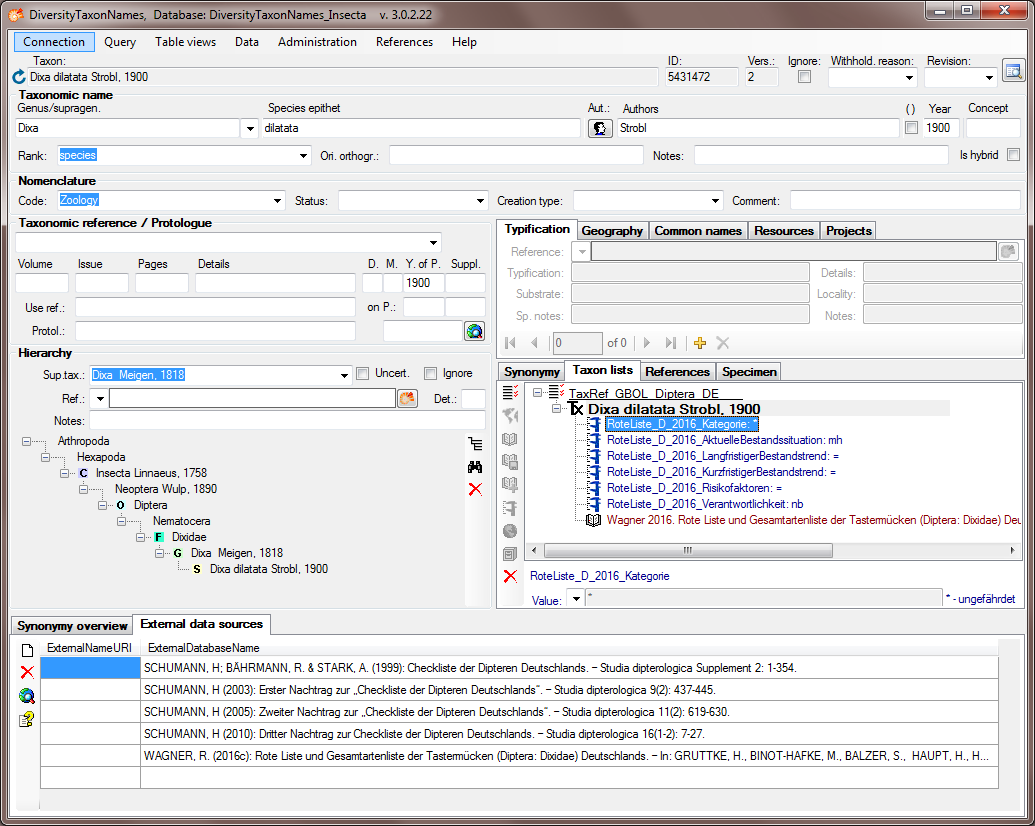 DiversityTaxonNames, Database: DiversityTaxonNames_Insecta v. 3.0.2.22
Connection Query Table views Data Administration References Help
Taxon: ID: Vers.: Ignore: Withhold. reason: Revision:
Dixa dilatata Strobl, 1900 5431472 2
Taxonomic name
Genus/supragen. Species epithet Aut.: Authors ( ) Year Concept
Dixa dilatata Strobl 1900
Rank: species Ori. orthogr.: Notes: Is hybrid
Nomenclature
Code: Zoology Status: Creation type: Comment:
Taxonomic reference / Protologue
Volume Issue Pages Details D. M. Y. of P. Suppl.
1900
Use ref.: on P.:
Protol.:
Typification Geography Common names Resources Projects
Reference:
Typification: Details:
Substrate: Locality:
Sp. notes: Notes:
0 of 0
Hierarchy
Sup.tax.: Dixa Meigen, 1818 Uncert. Ignore
Ref.: Det.:
Notes:
Arthropoda
Hexapoda
C Insecta Linnaeus, 1758
Neoptera Wulp, 1890
O Diptera
Nematocera
F Dixidae
G Dixa Meigen, 1818
S Dixa dilatata Strobl, 1900
Synonymy Taxon lists References Specimen
TaxRef_GBOL_Diptera_DE
Dixa dilatata Strobl, 1900
RoteListe_D_2016_Kategorie: *
RoteListe_D_2016_AktuelleBestandssituation: mh
RoteListe_D_2016_LangfristigerBestandstrend: =
RoteListe_D_2016_KurzfristigerBestandstrend: =
RoteListe_D_2016_Risikofaktoren: =
RoteListe_D_2016_Verantwortlichkeit: nb
Wagner 2016. Rote Liste und Gesamtartenliste der Tastermücken (Diptera: Dixidae) Deu
RoteListe_D_2016_Kategorie
Value: * * - ungefährdet
Synonymy overview External data sources
ExternalNameURI ExternalDatabaseName
SCHUMANN, H; BÄHRMANN, R. & STARK, A. (1999): Checkliste der Dipteren Deutschlands. – Studia dipterologica Supplement 2: 1-354.
SCHUMANN, H (2003): Erster Nachtrag zur „Checkliste der Dipteren Deutschlands“. – Studia dipterologica 9(2): 437-445.
SCHUMANN, H (2005): Zweiter Nachtrag zur „Checkliste der Dipteren Deutschlands“. – Studia dipterologica 11(2): 619-630.
SCHUMANN, H (2010): Dritter Nachtrag zur Checkliste der Dipteren Deutschlands. – Studia dipterologica 16(1-2): 7-27.
WAGNER, R. (2016c): Rote Liste und Gesamtartenliste der Tastermücken (Diptera: Dixidae) Deutschlands. – In: GRUTTKE, H., BINOT-HAFKE, M., BALZER, S., HAUPT, H., H...